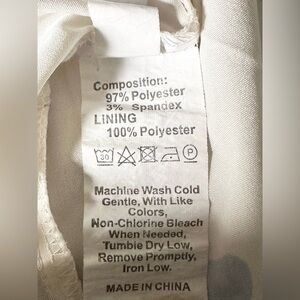 Composition:
97% Polyester
3% Spandex
LINING
100% Polyester
30 P
Machine Wash Cold
Gentle, With Like
Colors,
Non-Chlorine Bleach
When Needed,
Tumble Dry Low,
Remove Promptly,
Iron Low.
MADE IN CHINA